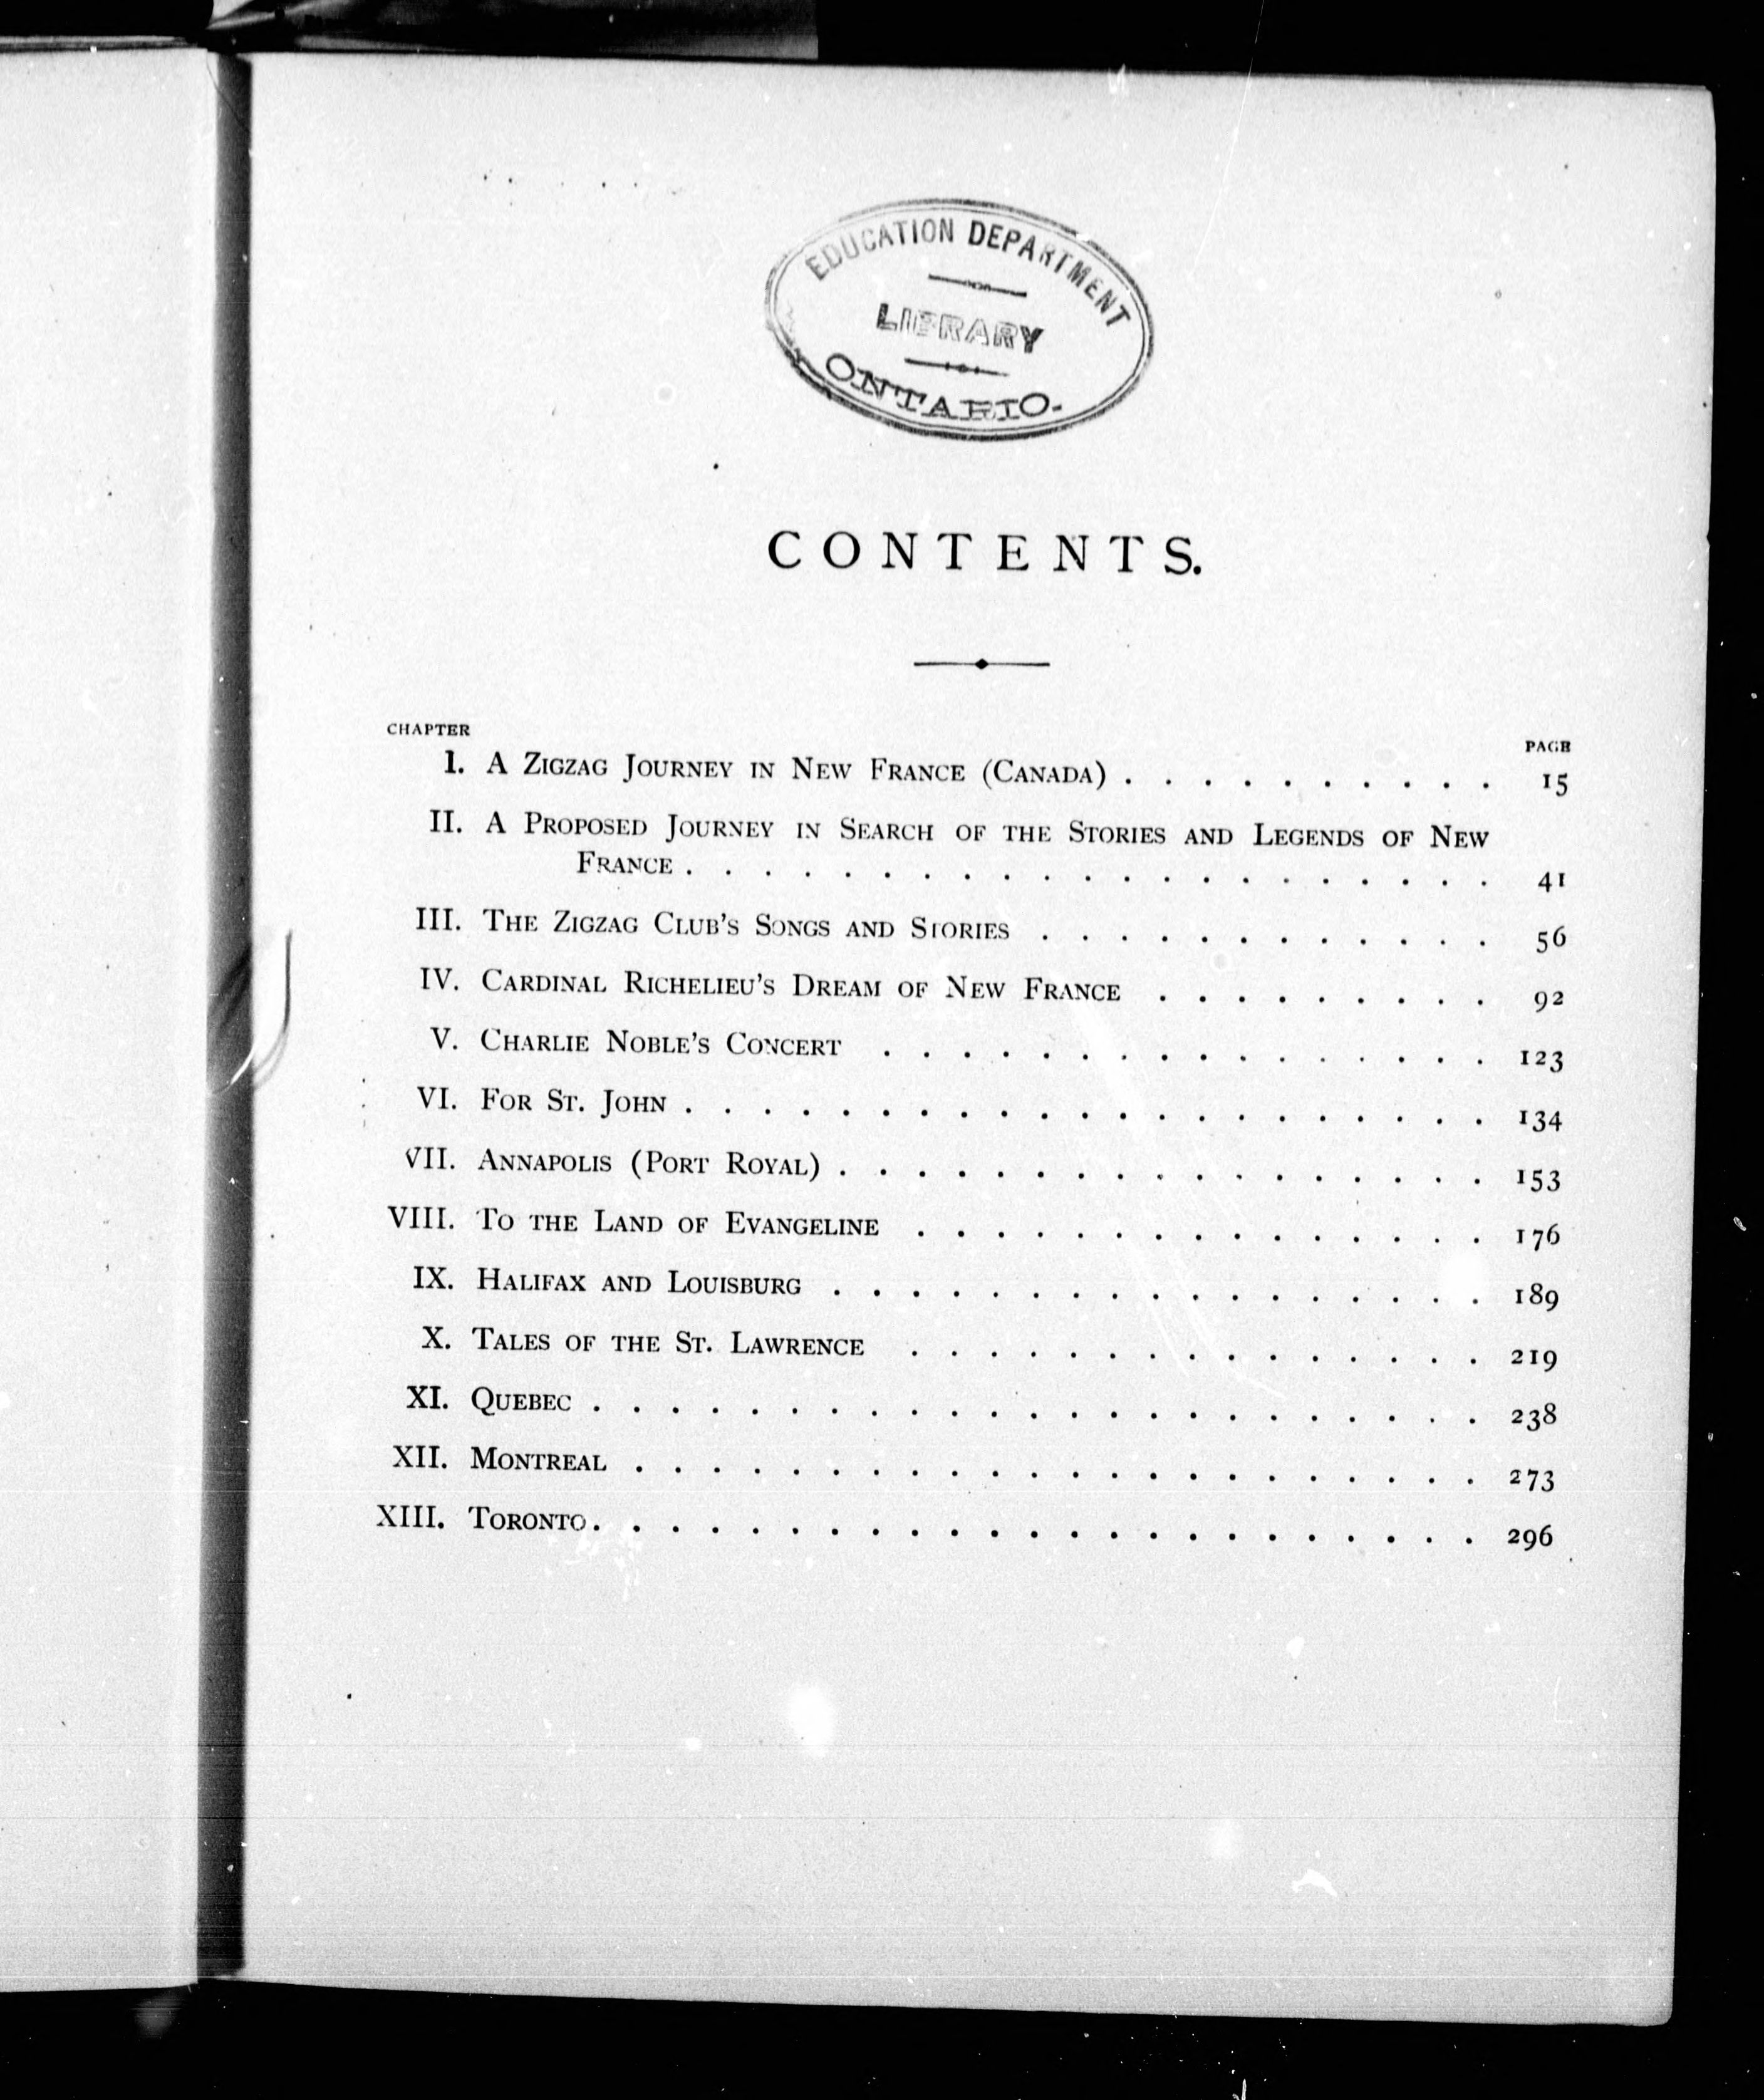 EDUCATION DEPARTMENT
LIBRARY
ONTARIO.
CONTENTS.
CHAPTER
PAGE
I. A ZIGZAG JOURNEY IN NEW FRANCE (CANADA) . . . . . . . . . . 15
II. A PROPOSED JOURNEY IN SEARCH OF THE STORIES AND LEGENDS OF NEW
FRANCE . . . . . . . . . . . . . . . . . . . . . 41
III. THE ZIGZAG CLUB'S SONGS AND STORIES . . . . . . . . . . . . 56
IV. CARDINAL RICHELIEU'S DREAM OF NEW FRANCE . . . . . . . . . 92
V. CHARLIE NOBLE'S CONCERT . . . . . . . . . . . . . . . . 123
VI. FOR ST. JOHN . . . . . . . . . . . . . . . . . . . . . 134
VII. ANNAPOLIS (PORT ROYAL) . . . . . . . . . . . . . . . . . 153
VIII. TO THE LAND OF EVANGELINE . . . . . . . . . . . . . . . 176
IX. HALIFAX AND LOUISBURG . . . . . . . . . . . . . . . . . 189
X. TALES OF THE ST. LAWRENCE . . . . . . . . . . . . . . . 219
XI. QUEBEC . . . . . . . . . . . . . . . . . . . . . . . 238
XII. MONTREAL . . . . . . . . . . . . . . . . . . . . . . 273
XIII. TORONTO . . . . . . . . . . . . . . . . . . . . . . . 296